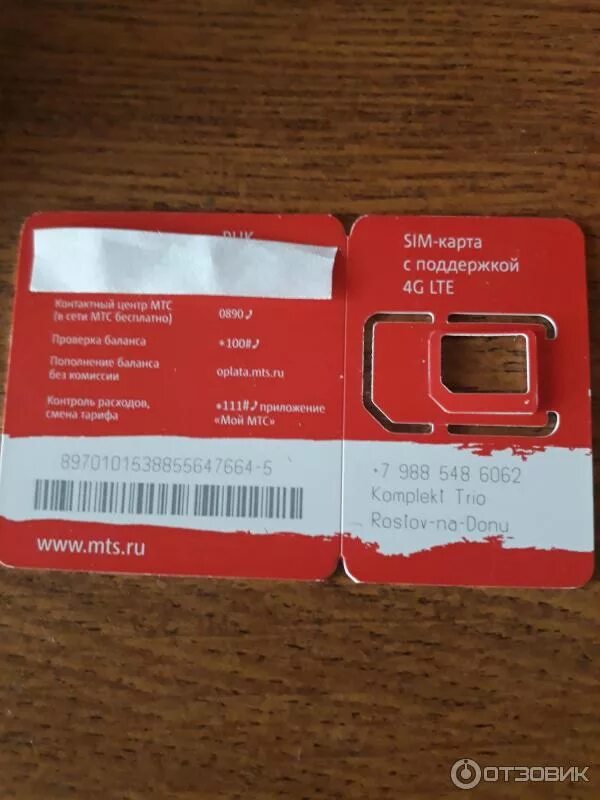 Контактный центр МТС
(в сети МТС бесплатно)
0890
Проверка баланса
*100#
Пополнение баланса
без комиссии
oplata.mts.ru
Контроль расходов,
смена тарифа
*111# приложение
«Мой МТС»
8970101538855647664-5
www.mts.ru
SIM-карта
с поддержкой
4G LTE
+7 988 548 6062
Komplekt Trio
Rostov-na-Donu
ОТЗОВИК